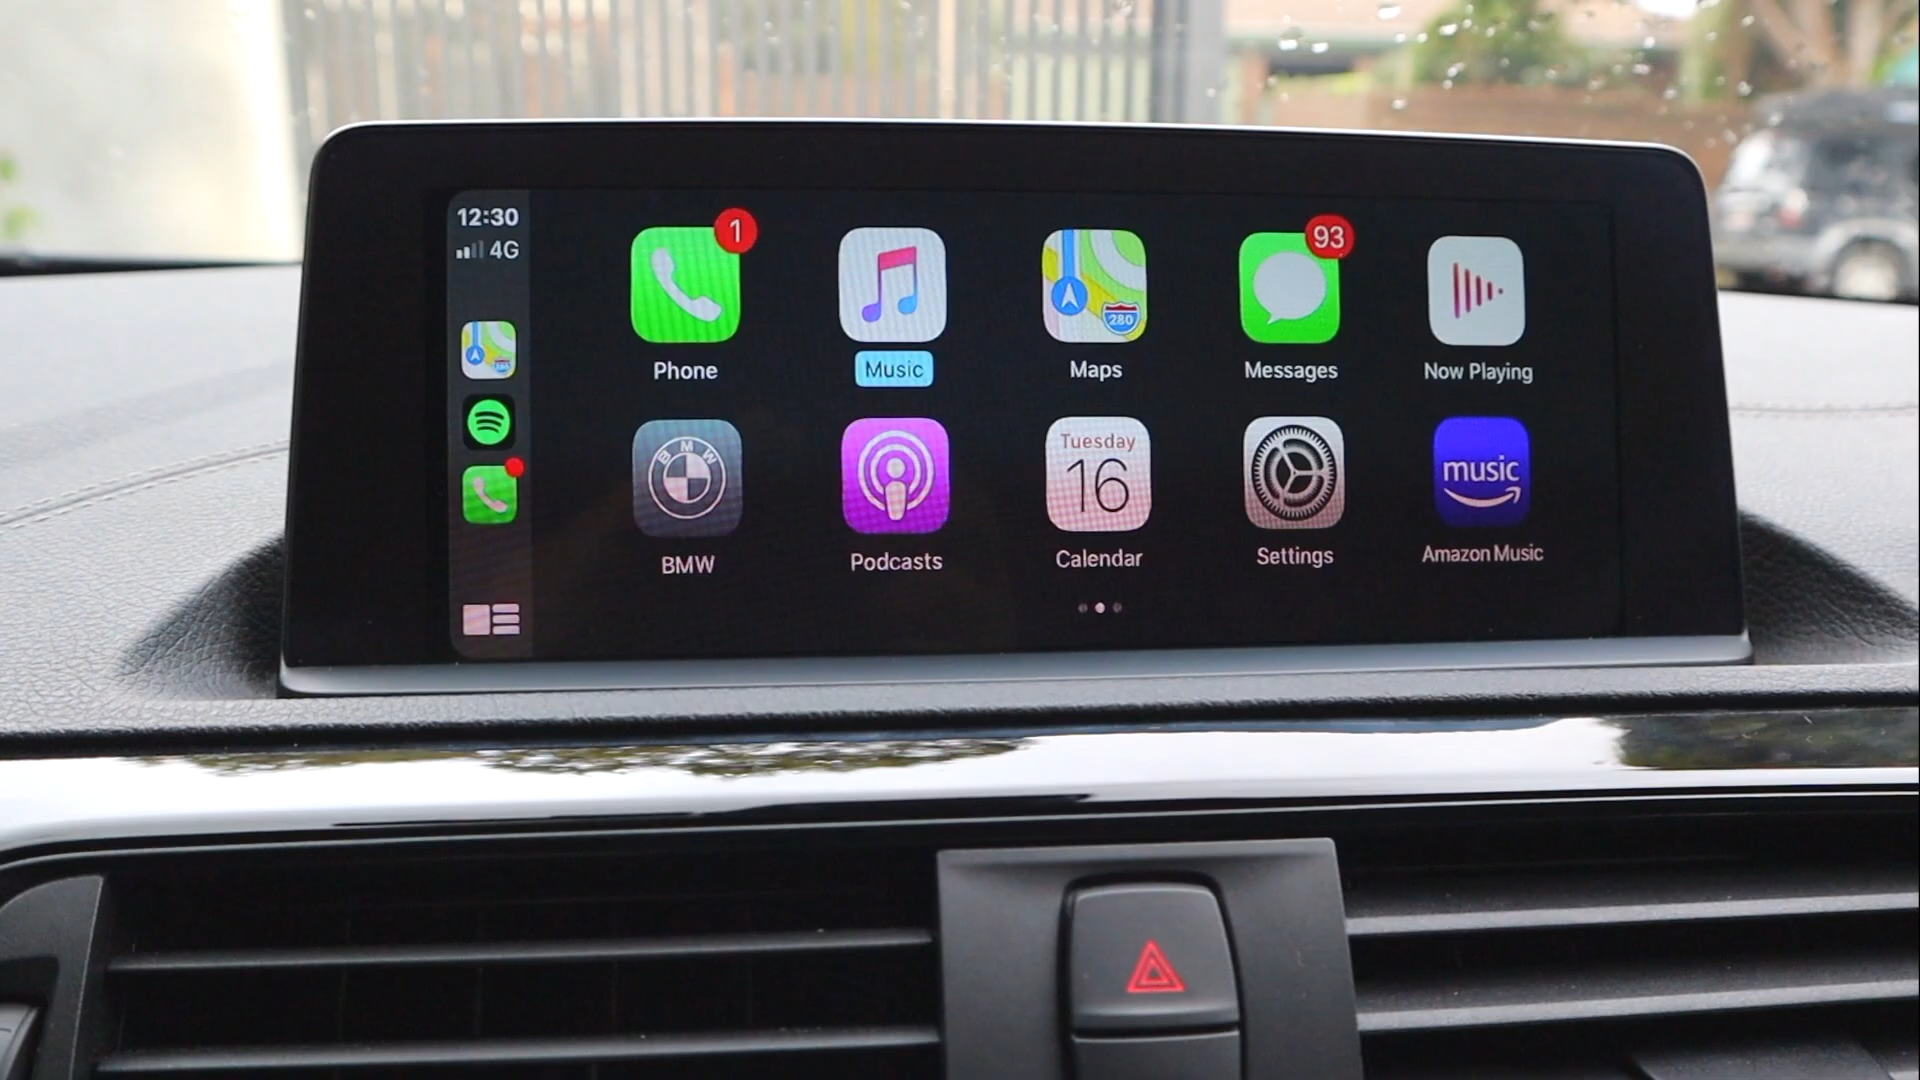 12:30
4G
1
93
280
Phone
Music
Maps
Messages
Now Playing
BMW
Tuesday
16
music
BMW
Podcasts
Calendar
Settings
Amazon Music